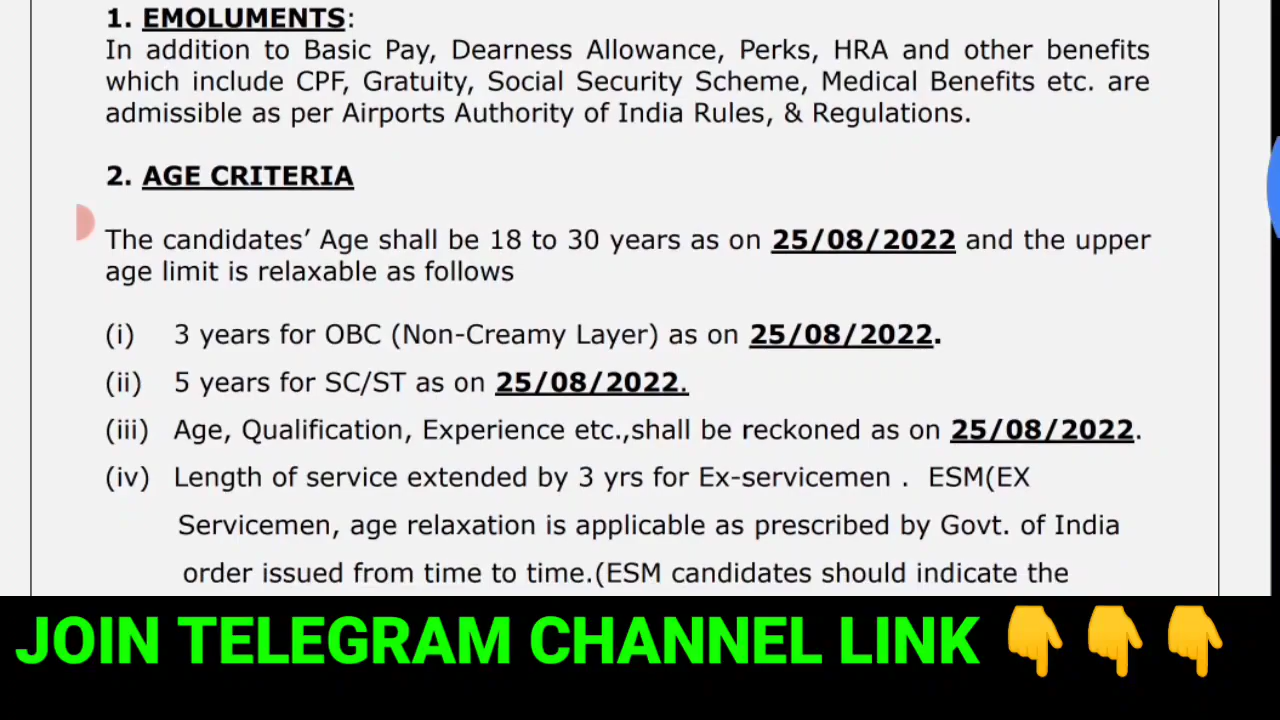 1. EMOLUMENTS:
In addition to Basic Pay, Dearness Allowance, Perks, HRA and other benefits
which include CPF, Gratuity, Social Security Scheme, Medical Benefits etc. are
admissible as per Airports Authority of India Rules, & Regulations.
2. AGE CRITERIA
The candidates’ Age shall be 18 to 30 years as on 25/08/2022 and the upper
age limit is relaxable as follows
(i) 3 years for OBC (Non-Creamy Layer) as on 25/08/2022.
(ii) 5 years for SC/ST as on 25/08/2022.
(iii) Age, Qualification, Experience etc.,shall be reckoned as on 25/08/2022.
(iv) Length of service extended by 3 yrs for Ex-servicemen . ESM(EX
Servicemen, age relaxation is applicable as prescribed by Govt. of India
order issued from time to time.(ESM candidates should indicate the
JOIN TELEGRAM CHANNEL LINK 👇👇👇